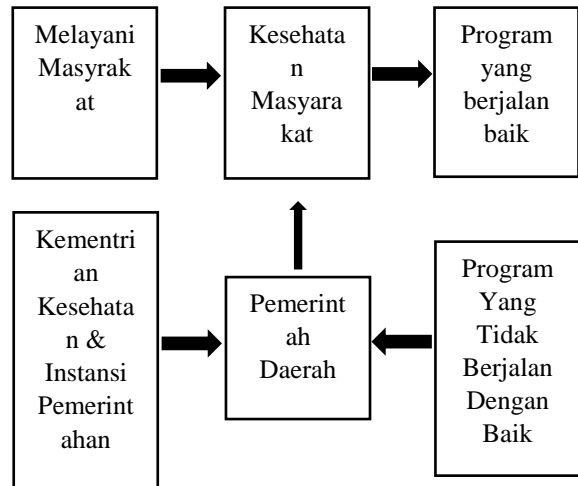 Melayani
Masyrak
at
Kesehata
n
Masyara
kat
Program
yang
berjalan
baik
Kementri
an
Kesehata
n &
Instansi
Pemerint
ahan
Pemerint
ah
Daerah
Program
Yang
Tidak
Berjalan
Dengan
Baik